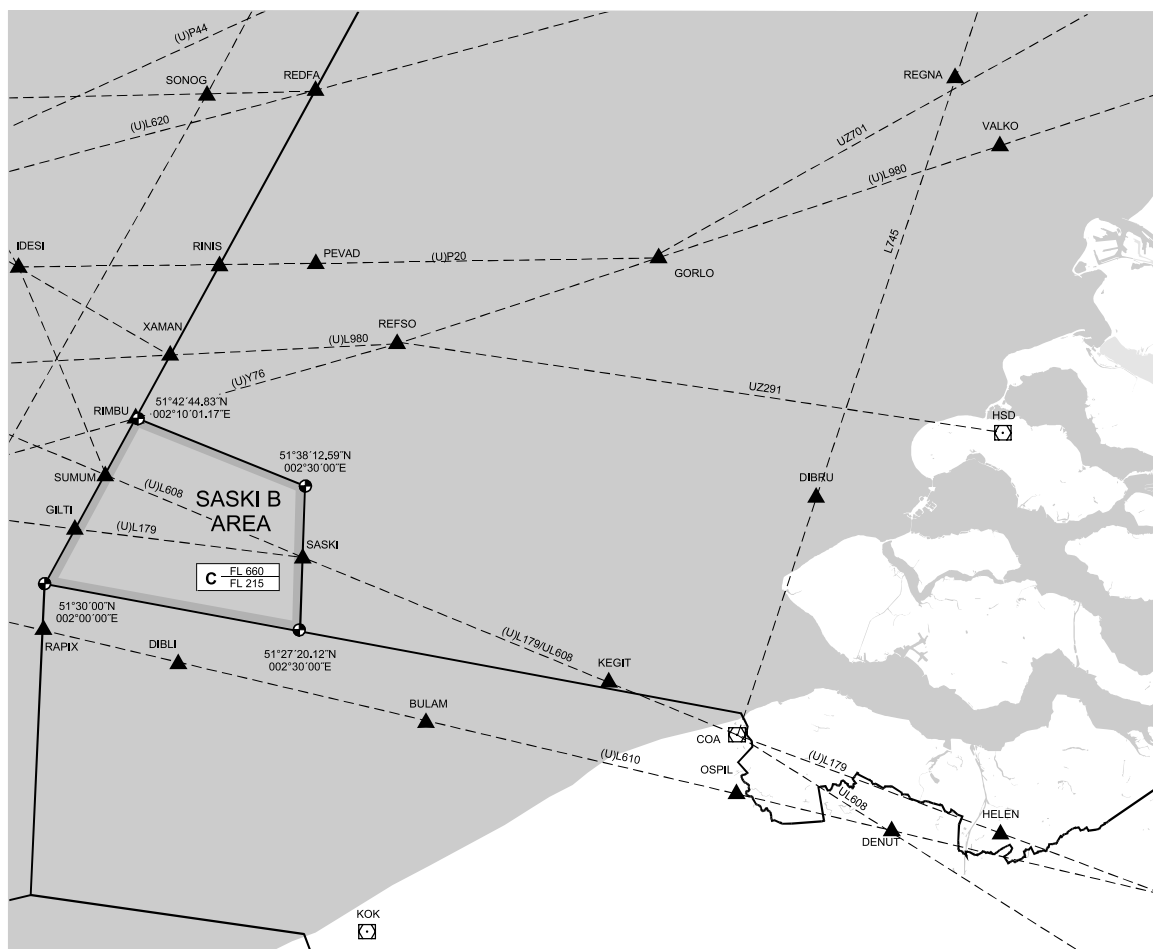 (U)P44
SONOG
REDFA
REGNA
(U)L620
UZ701
VALKO
(U)L980
L745
IDESI
RINIS
PEVAD
(U)P20
GORLO
XAMAN
REFSO
(U)L980
(U)Y76
UZ291
RIMBU
51°42´44.83˝N
002°10´01.17˝E
HSD
51°38´12.59˝N
002°30´00˝E
SUMUM
(U)L608
SASKI B
AREA
DIBRU
GILTI
(U)L179
SASKI
C FL 660
FL 215
51°30´00˝N
002°00´00˝E
RAPIX
DIBLI
51°27´20.12˝N
002°30´00˝E
(U)L179/UL608
KEGIT
BULAM
COA
(U)L610
(U)L179
OSPIL
UL608
HELEN
DENUT
KOK